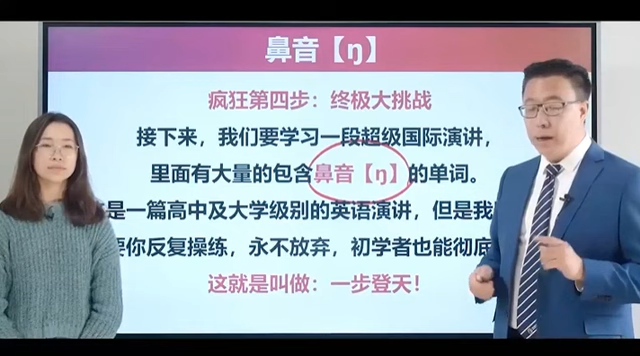 鼻音【ŋ】
疯狂第四步：终极大挑战
接下来，我们要学习一段超级国际演讲，
里面有大量的包含鼻音【ŋ】的单词。
是一篇高中及大学级别的英语演讲，但是我
要你反复操练，永不放弃，初学者也能彻底
这就是叫做：一步登天！